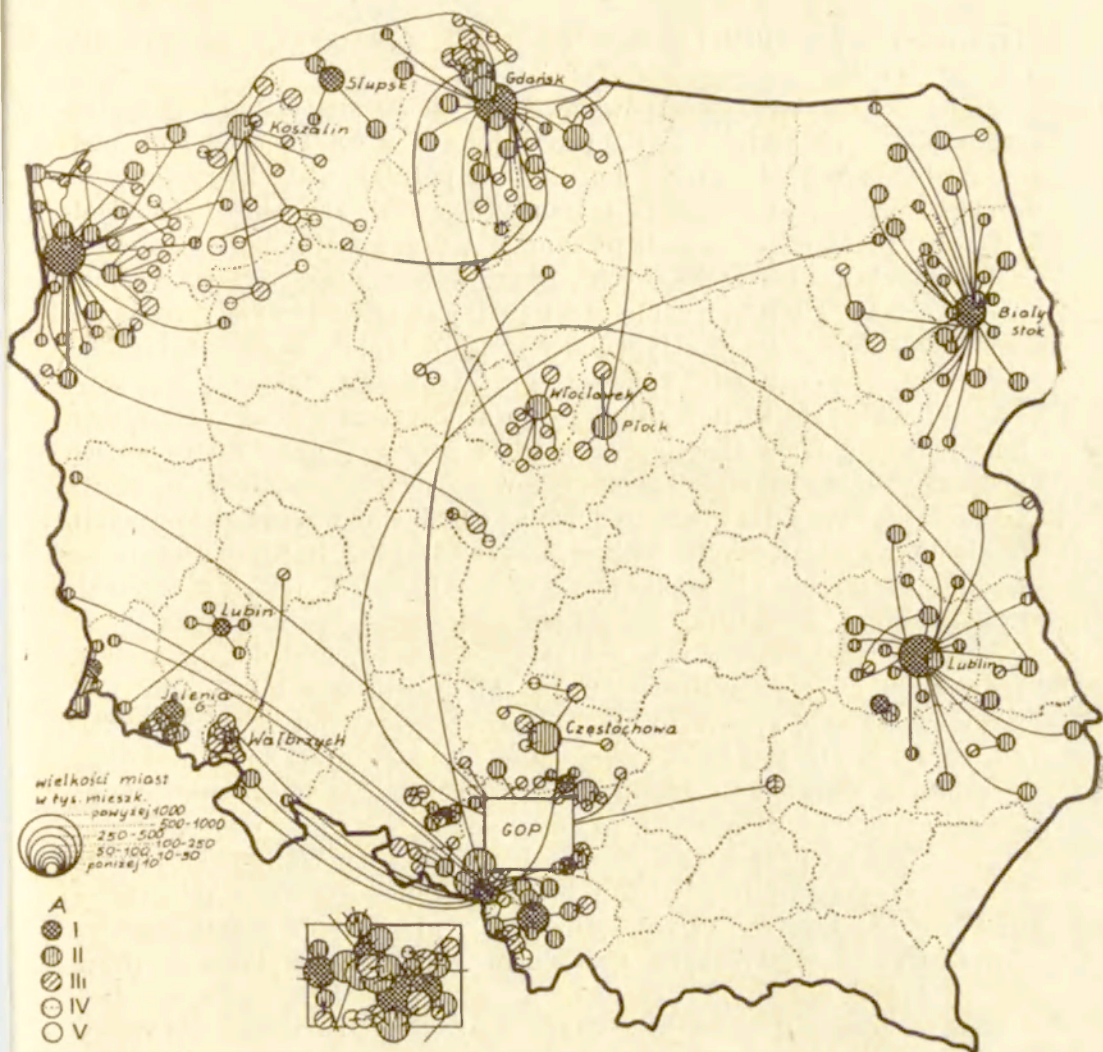 Słupsk
Gdańsk
Koszalin
Biały
stok
Włocławek
Płock
Lubin
Lublin
Jelenia
G
Wałbrzych
Częstochowa
GOP
wielkości miast
w tys. mieszk.
powyżej 1000
500-1000
250-500
100-250
50-100
10-50
poniżej 10
A
I
II
III
IV
V